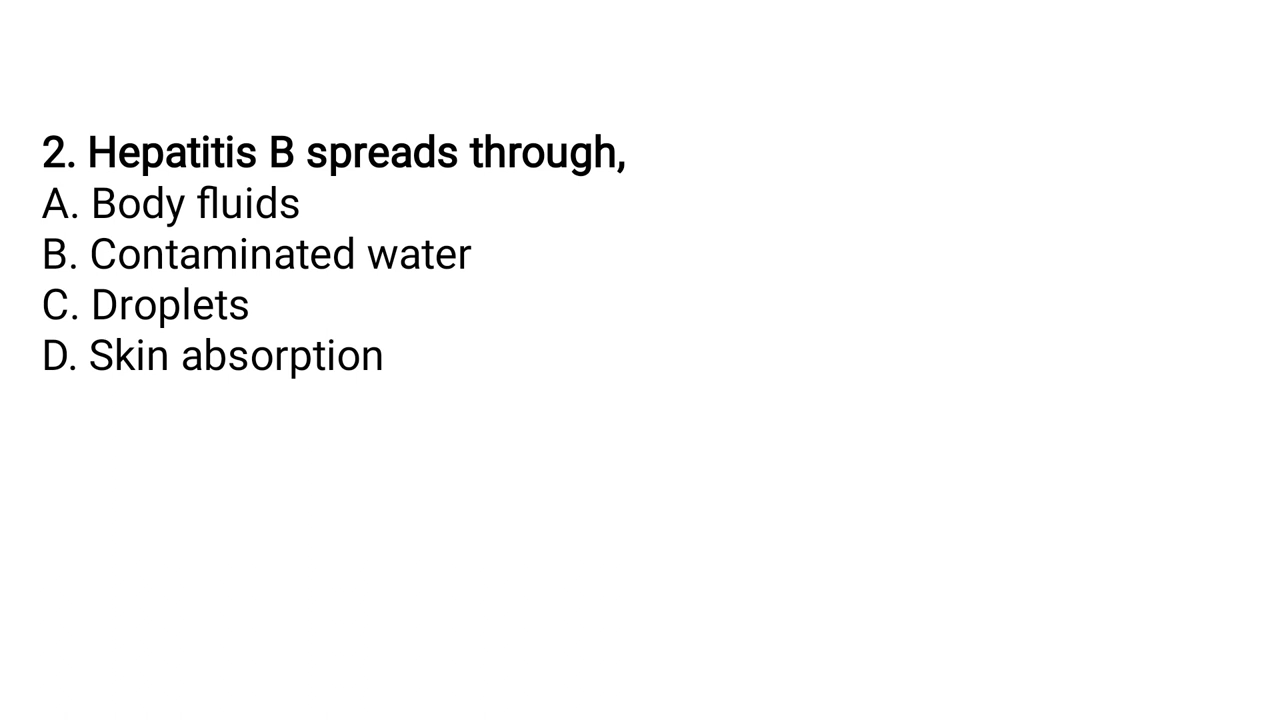 2. Hepatitis B spreads through,
A. Body fluids
B. Contaminated water
C. Droplets
D. Skin absorption